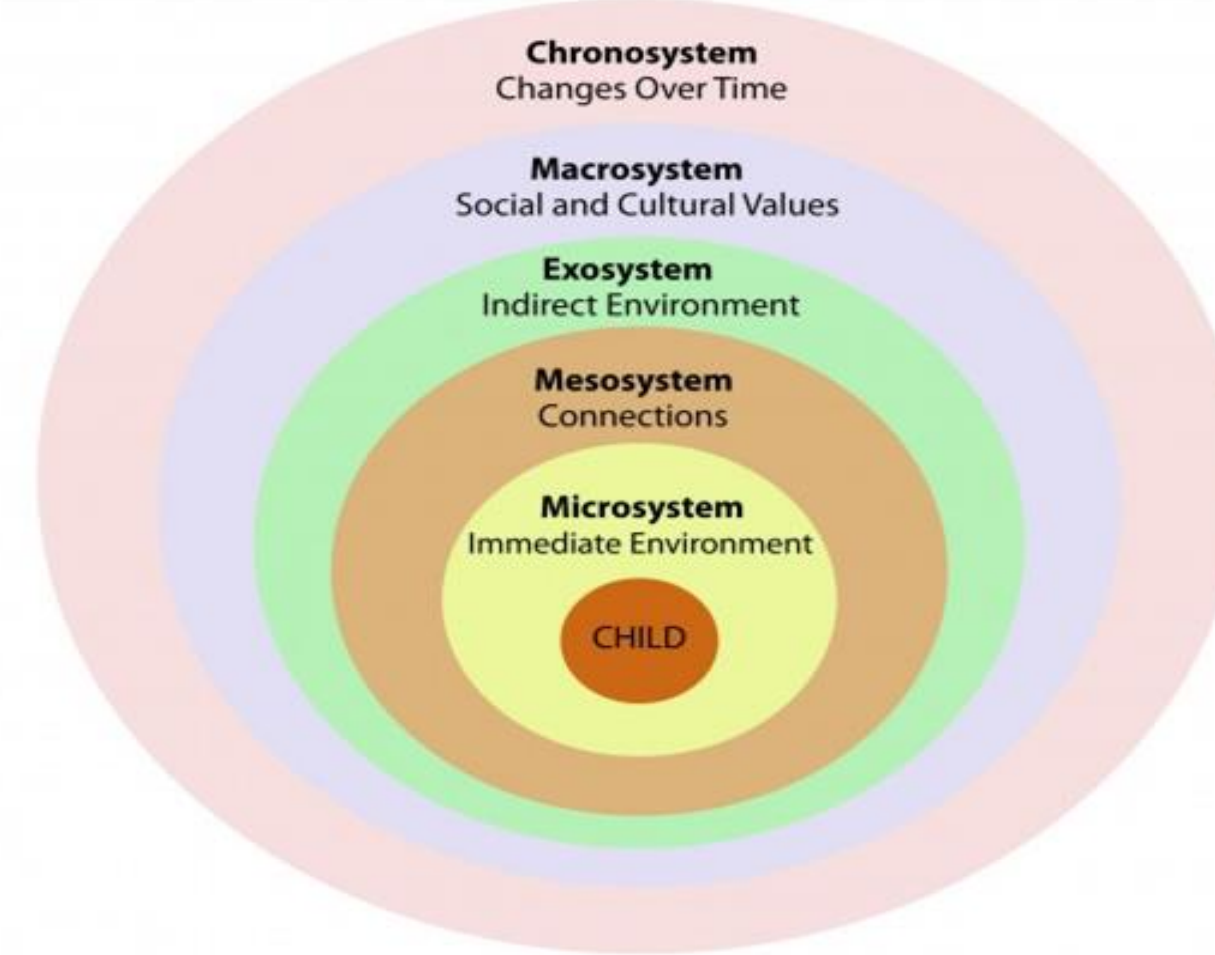 Chronosystem
Changes Over Time
Macrosystem
Social and Cultural Values
Exosystem
Indirect Environment
Mesosystem
Connections
Microsystem
Immediate Environment
CHILD